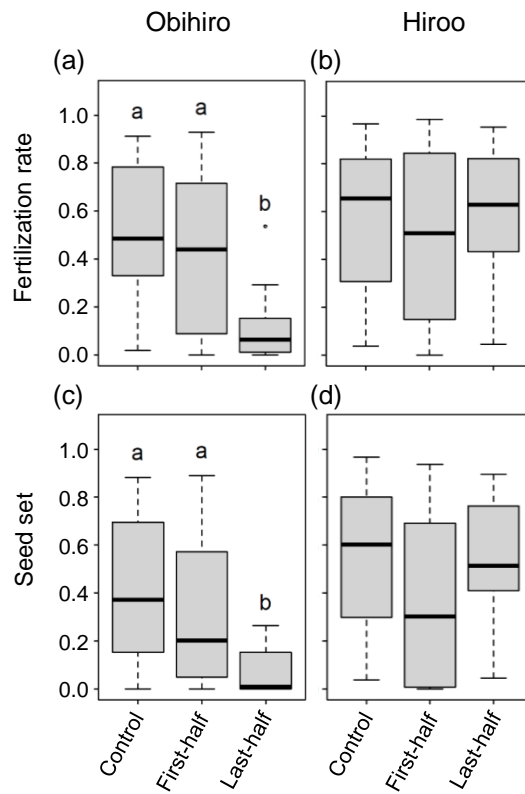 Obihiro
Hiroo
(a)
(b)
Fertilization rate
1.0
0.8
0.6
0.4
0.2
0.0
a
a
b
(c)
(d)
Seed set
1.0
0.8
0.6
0.4
0.2
0.0
a
a
b
Control
First-half
Last-half
Control
First-half
Last-half